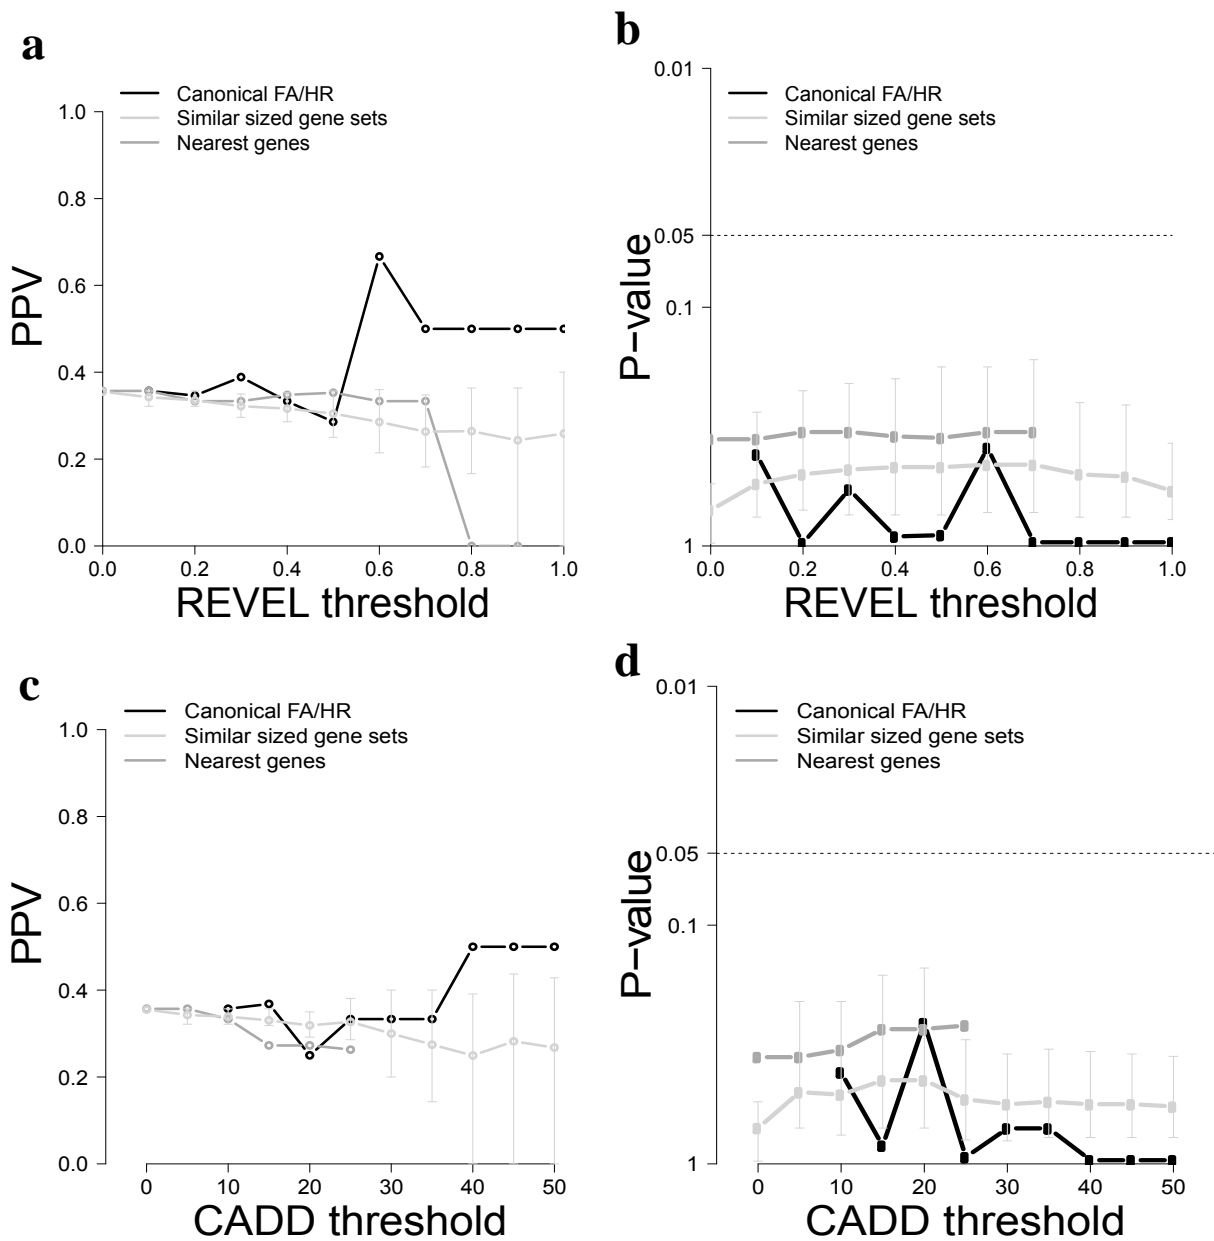 a
Canonical FA/HR
Similar sized gene sets
Nearest genes
1.0
0.8
0.6
0.4
0.2
0.0
PPV
0.0 0.2 0.4 0.6 0.8 1.0
REVEL threshold
b
Canonical FA/HR
Similar sized gene sets
Nearest genes
0.01
0.05
0.1
1
P−value
0.0 0.2 0.4 0.6 0.8 1.0
REVEL threshold
c
Canonical FA/HR
Similar sized gene sets
Nearest genes
1.0
0.8
0.6
0.4
0.2
0.0
PPV
0 10 20 30 40 50
CADD threshold
d
Canonical FA/HR
Similar sized gene sets
Nearest genes
0.01
0.05
0.1
1
P−value
0 10 20 30 40 50
CADD threshold